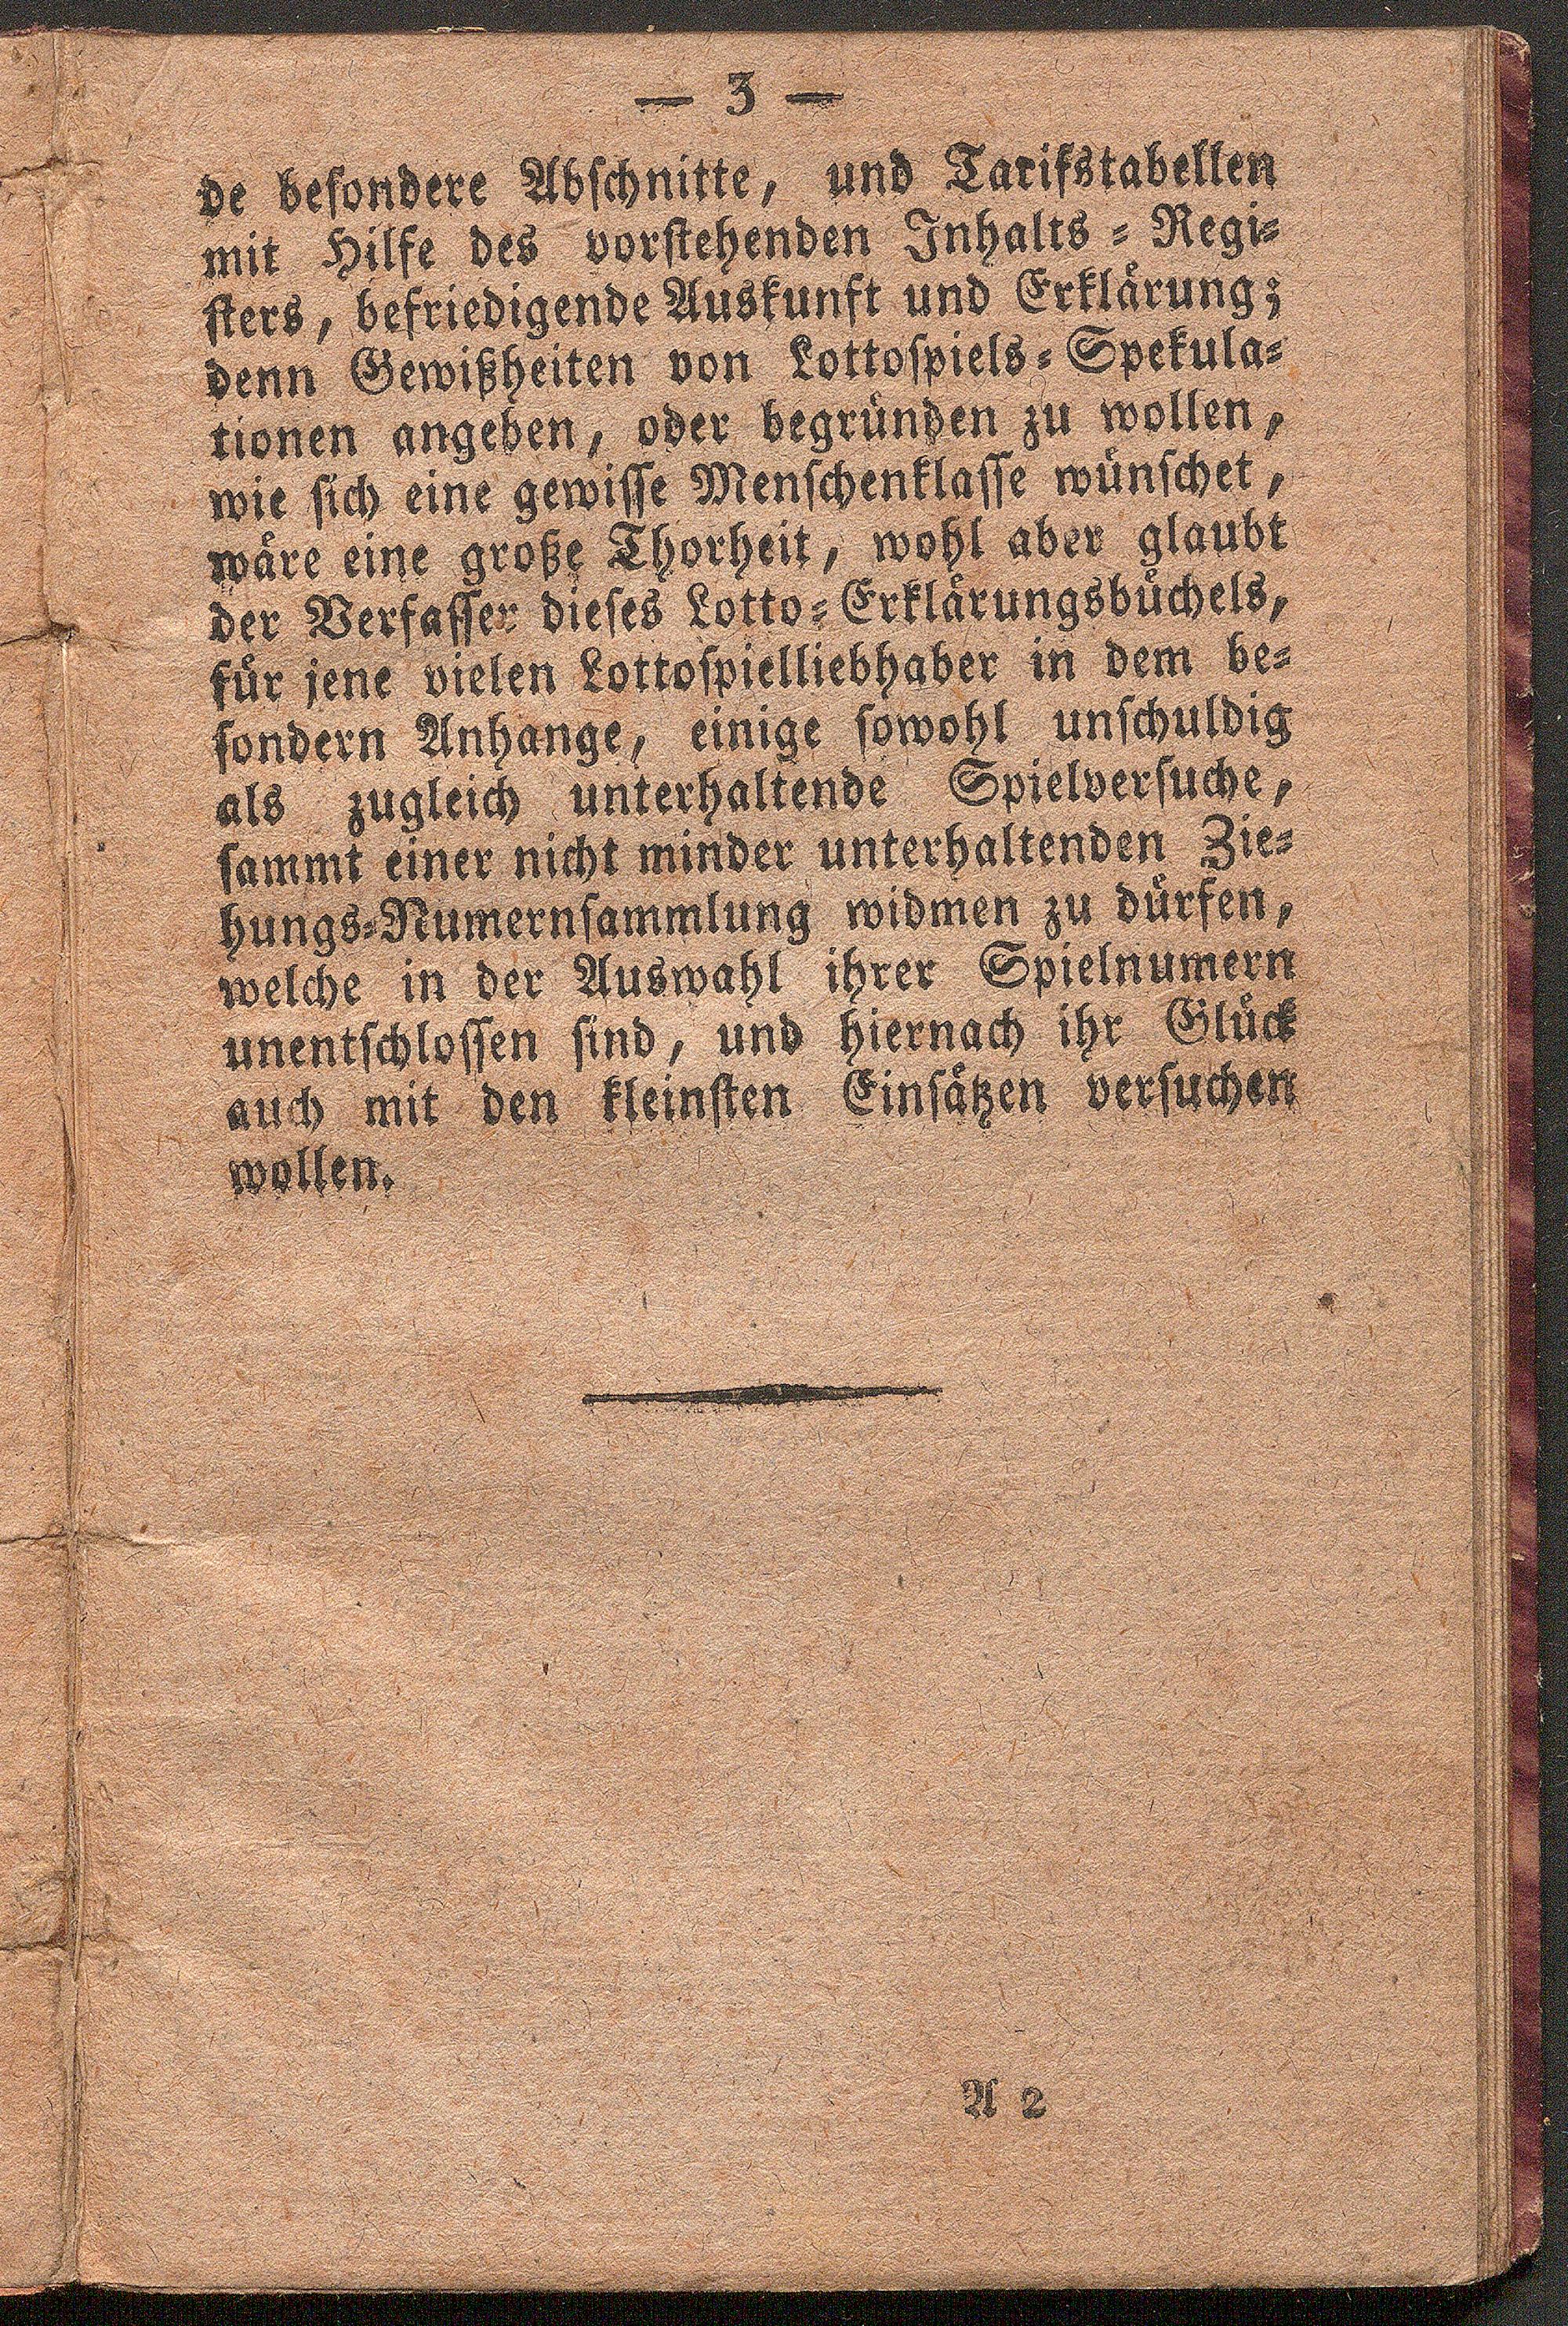 — 3 —
de besondere Abschnitte, und Tarifstabellen
mit Hilfe des vorstehenden Inhalts = Regi=
sters, befriedigende Auskunft und Erklärung;
denn Gewißheiten von Lottospiels = Spekula=
tionen angeben, oder begründen zu wollen,
wie sich eine gewisse Menschenklasse wünschet,
wäre eine große Thorheit, wohl aber glaubt
der Verfasser dieses Lotto = Erklärungsbüchels,
für jene vielen Lottospielliebhaber in dem be=
sondern Anhange, einige sowohl unschuldig
als zugleich unterhaltende Spielversuche,
sammt einer nicht minder unterhaltenden Zie=
hungs=Numernsammlung widmen zu dürfen,
welche in der Auswahl ihrer Spielnumern
unentschlossen sind, und hiernach ihr Glück
auch mit den kleinsten Einsätzen versuchen
wollen.
A 2